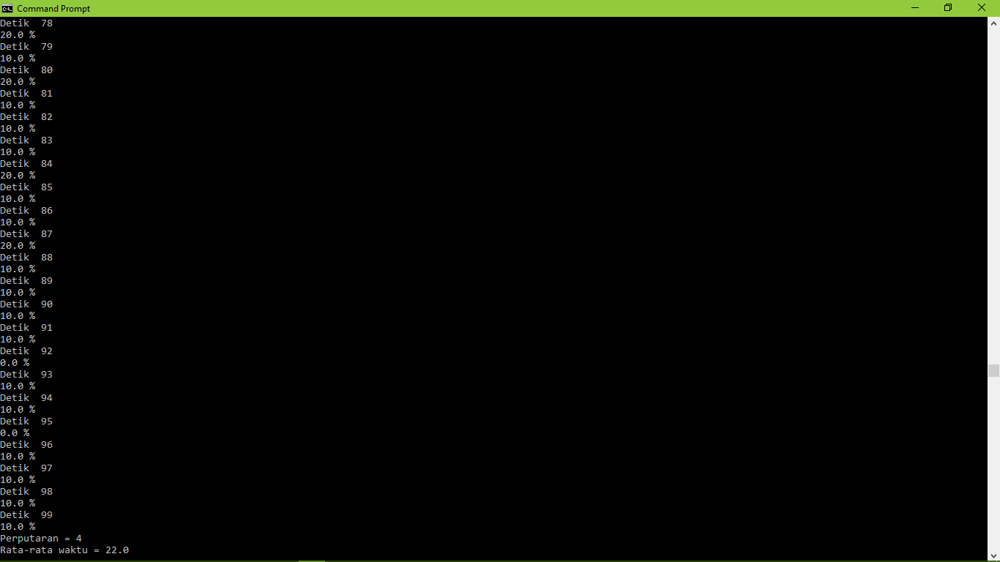 Command Prompt
Detik  78
20.0 %
Detik  79
10.0 %
Detik  80
20.0 %
Detik  81
10.0 %
Detik  82
10.0 %
Detik  83
10.0 %
Detik  84
20.0 %
Detik  85
10.0 %
Detik  86
10.0 %
Detik  87
20.0 %
Detik  88
10.0 %
Detik  89
10.0 %
Detik  90
10.0 %
Detik  91
10.0 %
Detik  92
0.0 %
Detik  93
10.0 %
Detik  94
10.0 %
Detik  95
0.0 %
Detik  96
10.0 %
Detik  97
10.0 %
Detik  98
10.0 %
Detik  99
10.0 %
Perputaran = 4
Rata-rata waktu = 22.0